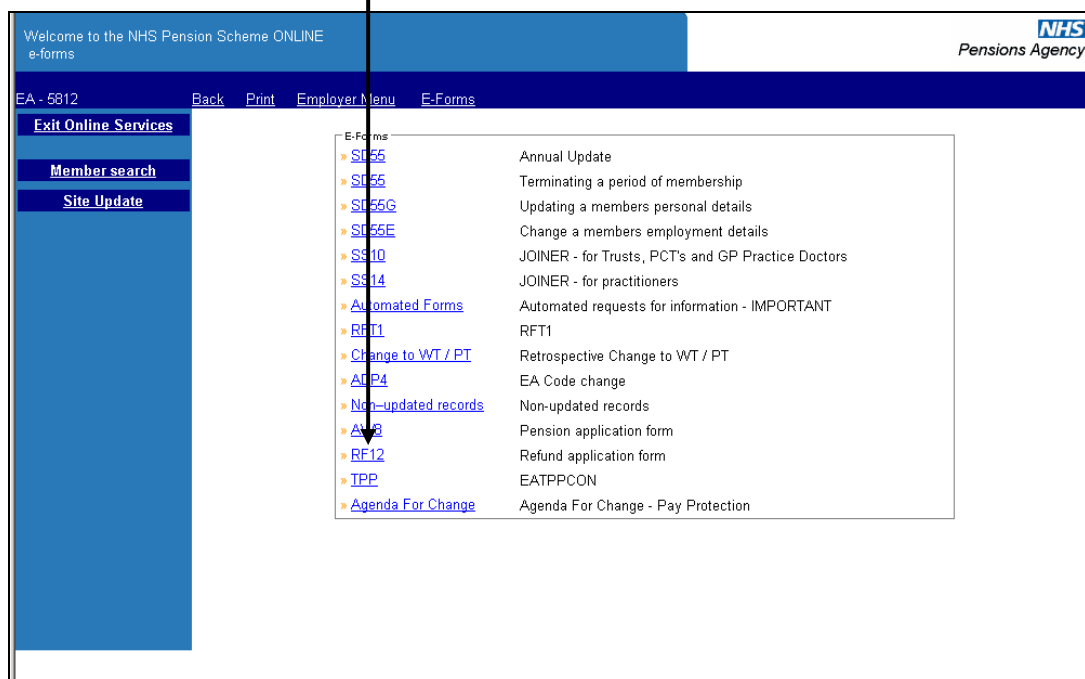 Welcome to the NHS Pension Scheme ONLINE
e-forms
NHS
Pensions Agency
EA - 5812 Back Print Employer Menu E-Forms
Exit Online Services
Member search
Site Update
E-Forms
» SD55 Annual Update
» SD55 Terminating a period of membership
» SD55G Updating a members personal details
» SD55E Change a members employment details
» SS10 JOINER - for Trusts, PCT's and GP Practice Doctors
» SS14 JOINER - for practitioners
» Automated Forms Automated requests for information - IMPORTANT
» RFT1 RFT1
» Change to WT / PT Retrospective Change to WT / PT
» ADP4 EA Code change
» Non-updated records Non-updated records
» AW8 Pension application form
» RF12 Refund application form
» TPP EATPPCON
» Agenda For Change Agenda For Change - Pay Protection